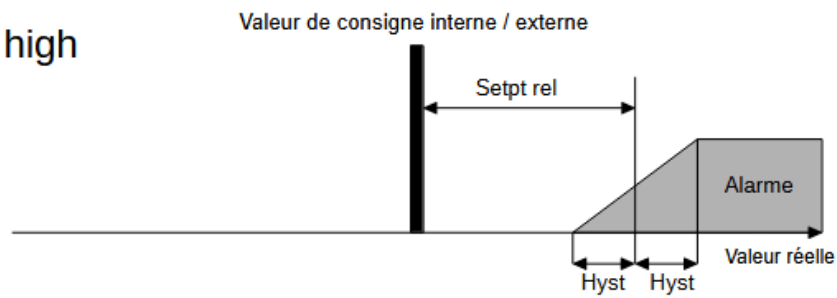 Valeur de consigne interne / externe
high
Setpt rel
Alarme
Valeur réelle
Hyst Hyst